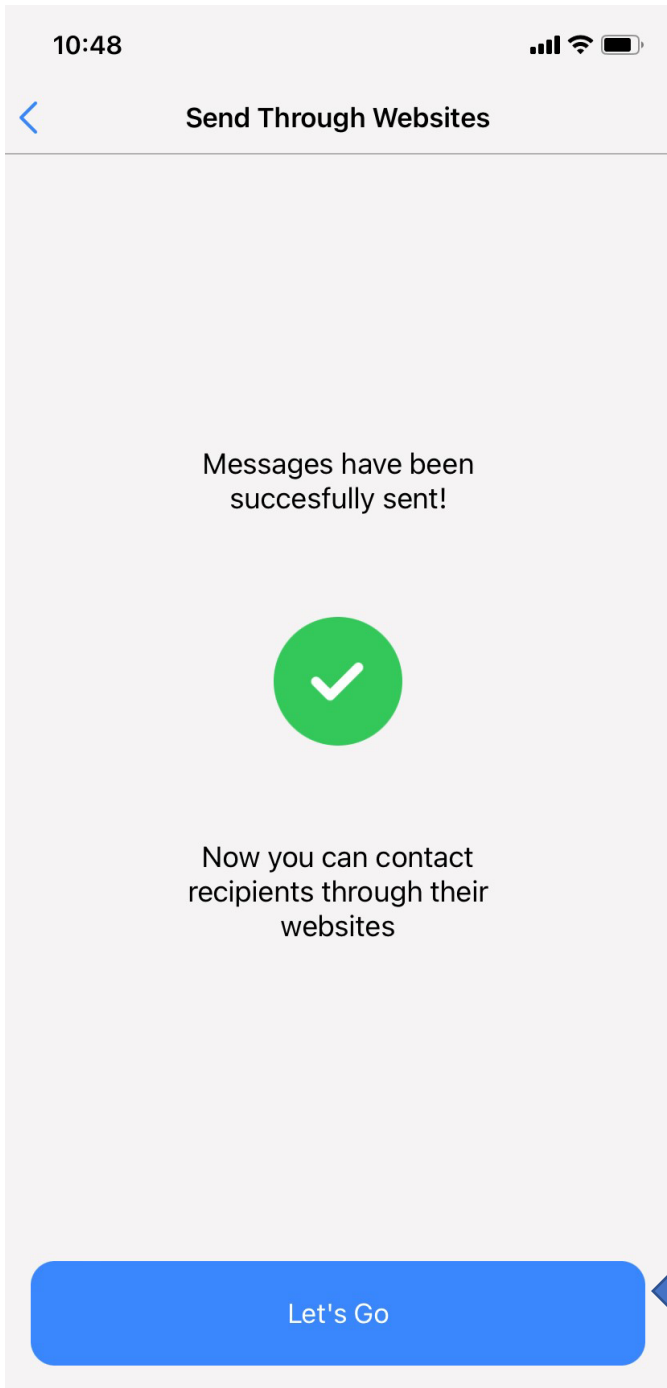 10:48
Send Through Websites
Messages have been
succesfully sent!
Now you can contact
recipients through their
websites
Let's Go